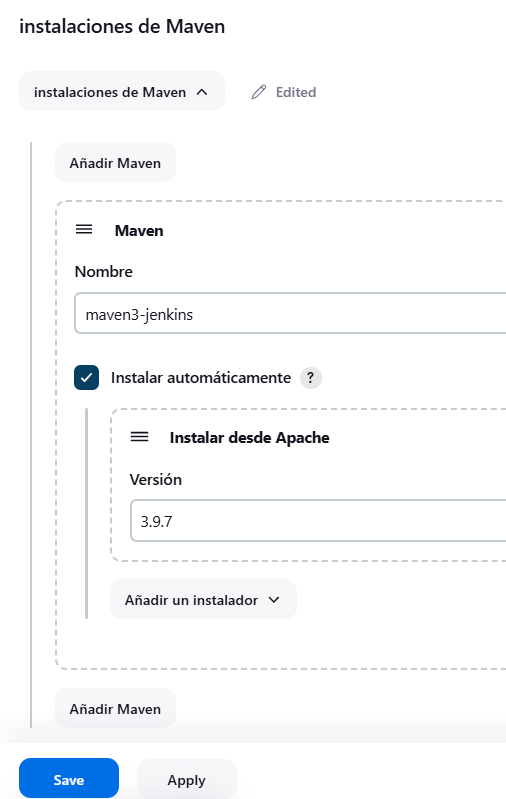 instalaciones de Maven
instalaciones de Maven
Edited
Añadir Maven
Maven
Nombre
maven3-jenkins
Instalar automáticamente ?
Instalar desde Apache
Versión
3.9.7
Añadir un instalador
Añadir Maven
Save
Apply